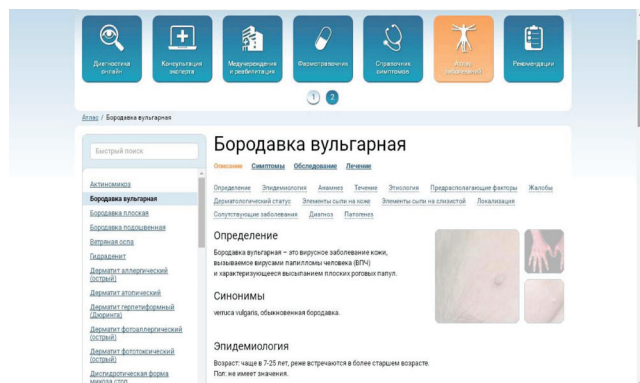 Диагностика
онлайн
Консультация
эксперта
Медучереждения
и реабилитация
Фармсправочник
Справочник
симптомов
Атлас
заболеваний
Рекомендации
1 2
Атлас / Бородавка вульгарная
Быстрый поиск
Актиномикоз
Бородавка вульгарная
Бородавка плоская
Бородавка подошвенная
Ветряная оспа
Гидраденит
Дерматит аллергический
(острый)
Дерматит атопический
Дерматит герпетиформный
(Дюринга)
Дерматит фотоаллергический
(острый)
Дерматит фототоксический
(острый)
Дисгидротическая форма
микоза стоп
Бородавка вульгарная
Описание Симптомы Обследование Лечение
Определение Эпидемиология Анамнез Течение Этиология Предрасполагающие факторы Жалобы
Дерматологический статус Элементы сыпи на коже Элементы сыпи на слизистой Локализация
Сопутствующие заболевания Диагноз Патогенез
Определение
Бородавка вульгарная – это вирусное заболевание кожи,
вызываемое вирусами папилломы человека (ВПЧ)
и характеризующееся высыпанием плоских роговых папул.
Синонимы
verruca vulgaris, обыкновенная бородавка.
Эпидемиология
Возраст: чаще в 7-25 лет, реже встречаются в более старшем возрасте.
Пол: не имеет значения.